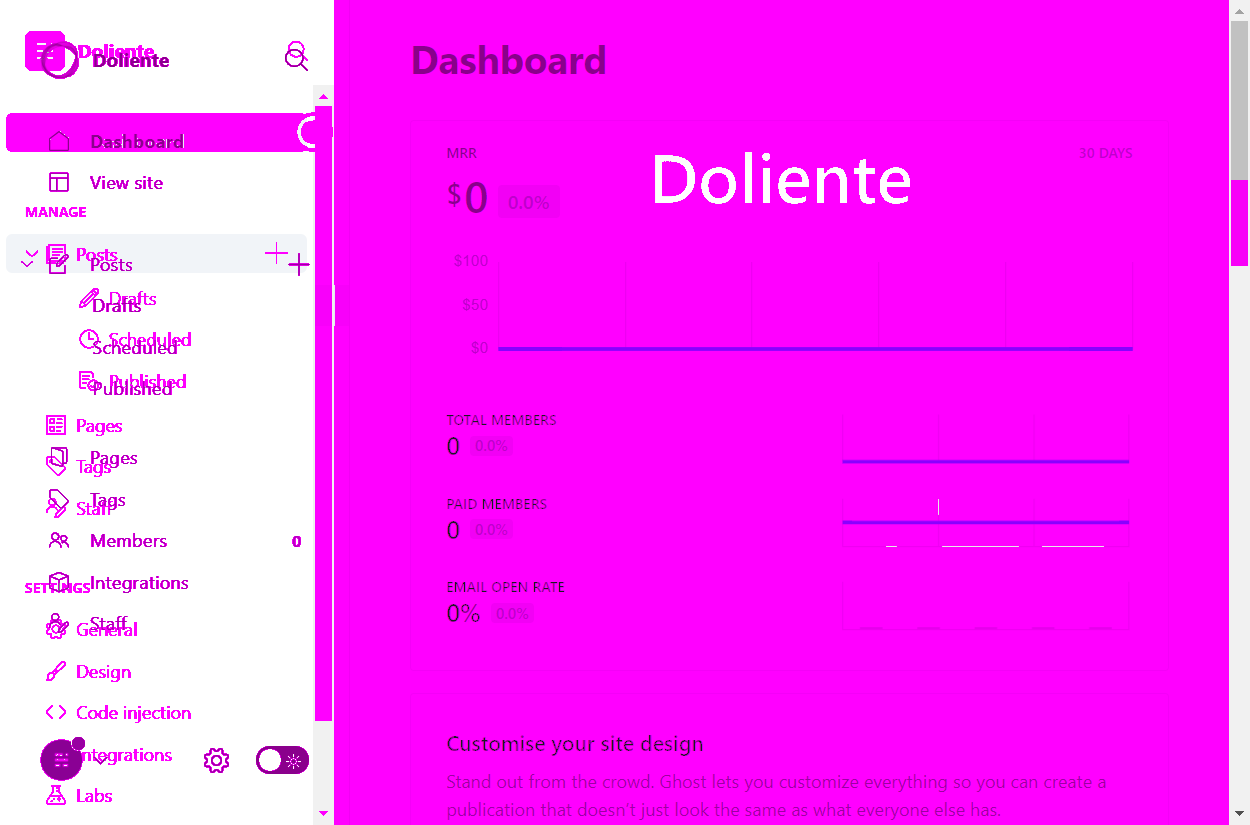 Doliente
Doliente
Dashboard
View site
MANAGE
Posts
Posts
Drafts
Drafts
Scheduled
Scheduled
Published
Published
Pages
Pages
Tags
Tags
Staff
Members 0
Integrations
SETTINGS
Staff
General
Design
Code injection
Integrations
Labs
Dashboard
MRR
30 DAYS
$0 0.0%
Doliente
$100
$50
$0
TOTAL MEMBERS
0 0.0%
PAID MEMBERS
0 0.0%
EMAIL OPEN RATE
0% 0.0%
Customise your site design
Stand out from the crowd. Ghost lets you customize everything so you can create a
publication that doesn't just look the same as what everyone else has.